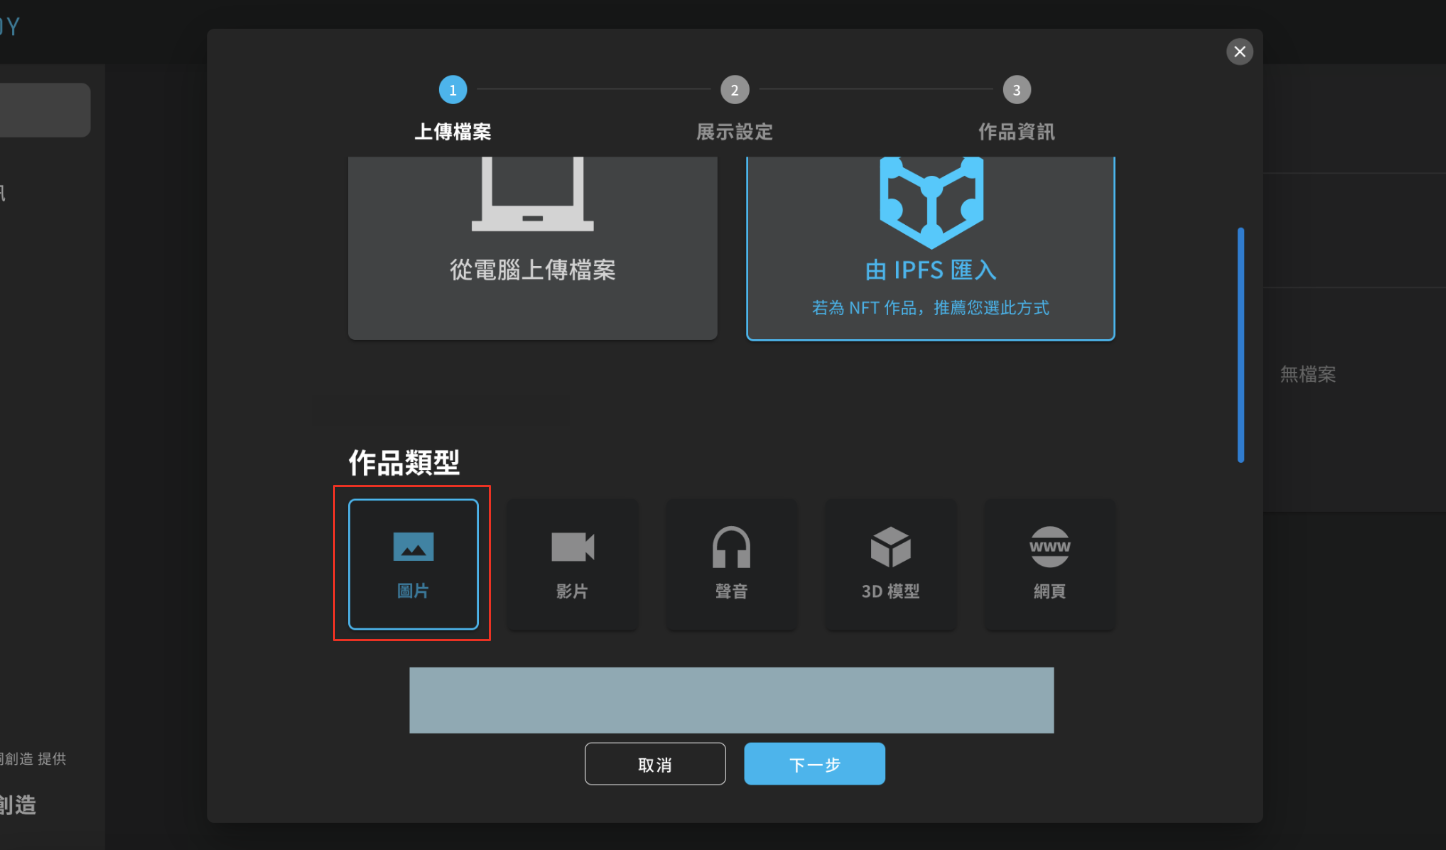 1
2
3
上傳檔案
展示設定
作品資訊
從電腦上傳檔案
由 IPFS 匯入
若為 NFT 作品，推薦您選此方式
無檔案
作品類型
圖片
影片
聲音
3D 模型
WWW
網頁
創造 提供
創造
取消
下一步